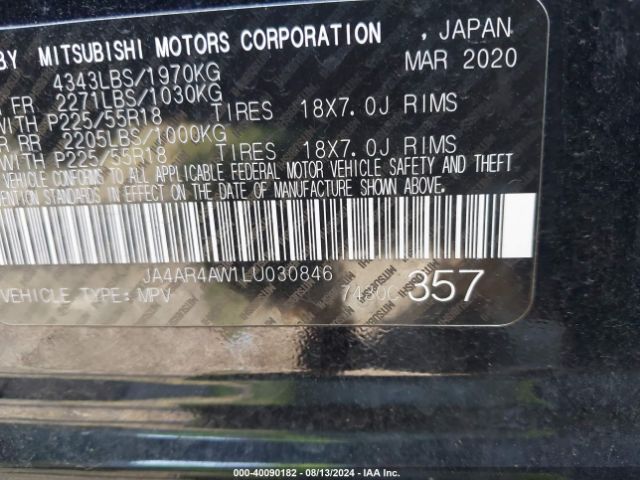 BY MITSUBISHI MOTORS CORPORATION , JAPAN
4343LBS/1970KG MAR 2020
FR 2271LBS/1030KG
WITH P225/55R18 TIRES 18X7.0J RIMS
RR 2205LBS/1000KG
WITH P225/55R18 TIRES 18X7.0J RIMS
VEHICLE CONFORMS TO ALL APPLICABLE FEDERAL MOTOR VEHICLE SAFETY AND THEFT
ENTION STANDARDS IN EFFECT ON THE DATE OF MANUFACTURE SHOWN ABOVE.
JA4AR4AW1LU030846
VEHICLE TYPE: MPV 357
MITSUBISHI
000-40090182 - 08/13/2024 - IAA Inc.